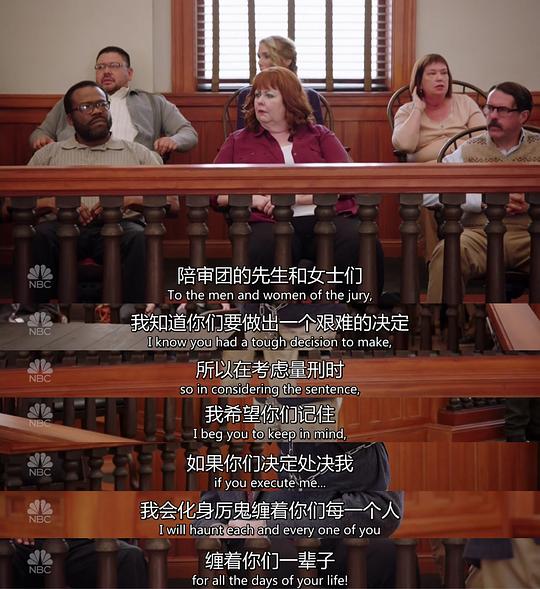 陪审团的先生和女士们
NBC
To the men and women of the jury,
NBC
我知道你们要做出一个艰难的决定
I know you had a tough decision to make,
NBC
所以在考虑量刑时
so in considering the sentence,
NBC
我希望你们记住
I beg you to keep in mind,
NBC
如果你们决定处决我
if you execute me...
NBC
我会化身厉鬼缠着你们每一个人
I will haunt each and every one of you
NBC
缠着你们一辈子
for all the days of your life!